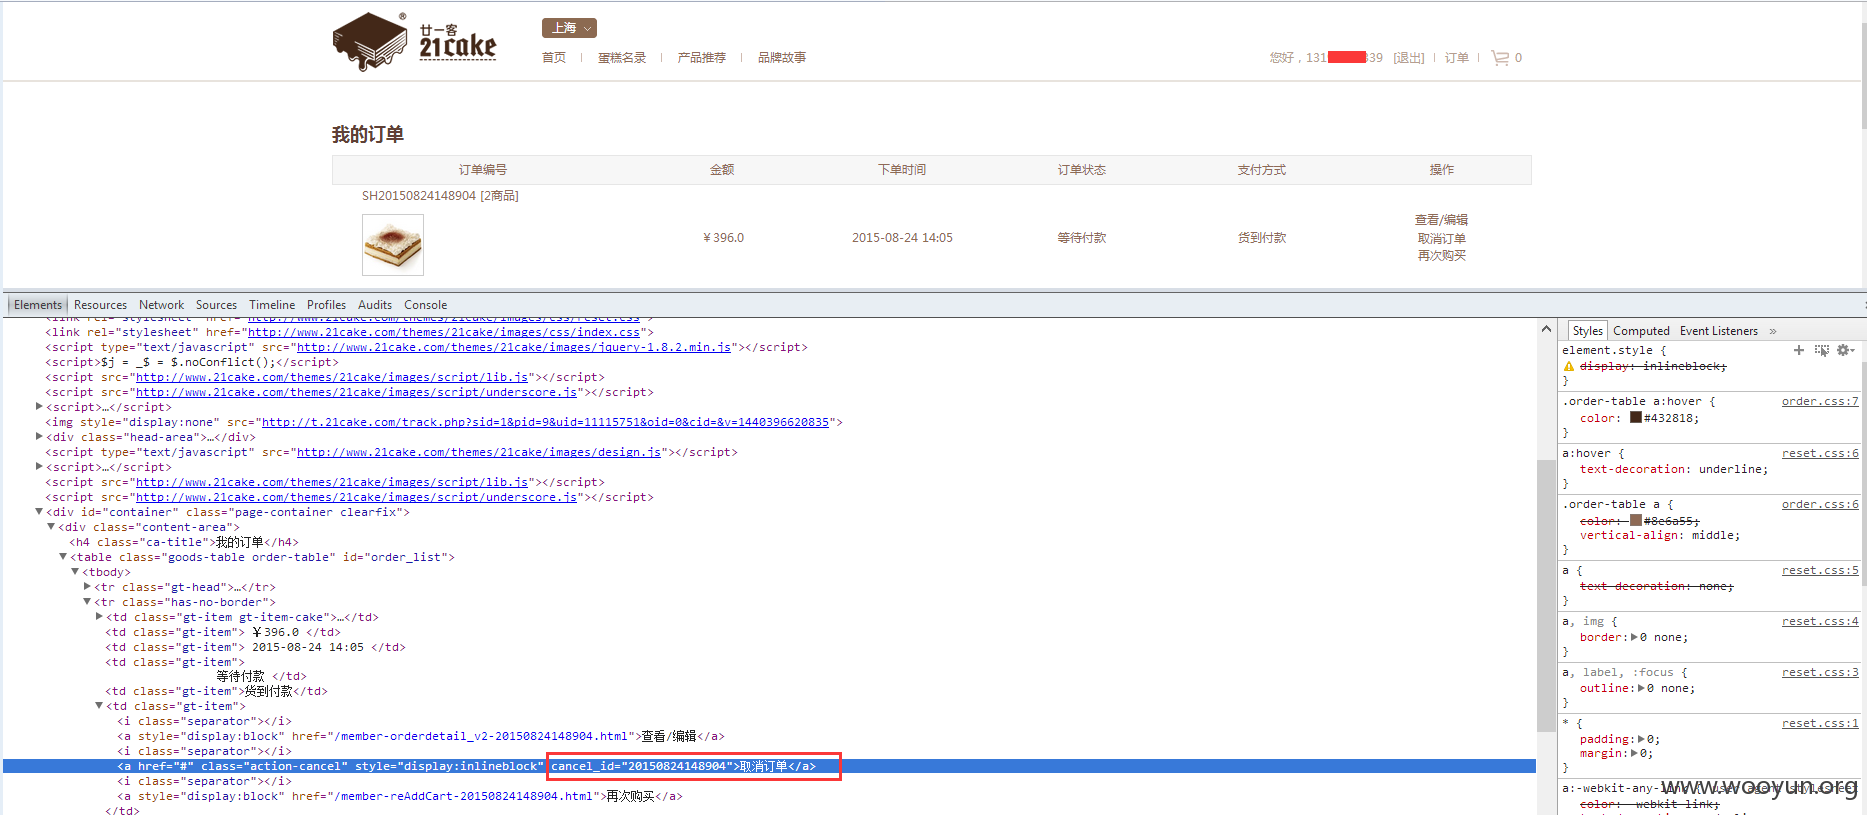 廿一客
21cake
上海
首页 蛋糕名录 产品推荐 品牌故事
您好，131 339 [退出] 订单 0
我的订单
订单编号 金额 下单时间 订单状态 支付方式 操作
SH20150824148904 [2商品]
￥396.0 2015-08-24 14:05 等待付款 货到付款
查看/编辑
取消订单
再次购买
Elements Resources Network Sources Timeline Profiles Audits Console
<link rel="stylesheet" href="http://www.21cake.com/themes/21cake/images/css/reset.css">
<link rel="stylesheet" href="http://www.21cake.com/themes/21cake/images/css/index.css">
<script type="text/javascript" src="http://www.21cake.com/themes/21cake/images/jquery-1.8.2.min.js"></script>
<script>$j = _$ = $.noConflict();</script>
<script src="http://www.21cake.com/themes/21cake/images/script/lib.js"></script>
<script src="http://www.21cake.com/themes/21cake/images/script/underscore.js"></script>
<script>…</script>
<img style="display:none" src="http://t.21cake.com/track.php?sid=1&pid=9&uid=11115751&oid=0&cid=&v=1440396620835">
<div class="head-area">…</div>
<script type="text/javascript" src="http://www.21cake.com/themes/21cake/images/design.js"></script>
<script>…</script>
<script src="http://www.21cake.com/themes/21cake/images/script/lib.js"></script>
<script src="http://www.21cake.com/themes/21cake/images/script/underscore.js"></script>
<div id="container" class="page-container clearfix">
<div class="content-area">
<h4 class="ca-title">我的订单</h4>
<table class="goods-table order-table" id="order_list">
<tbody>
<tr class="gt-head">…</tr>
<tr class="has-no-border">
<td class="gt-item gt-item-cake">…</td>
<td class="gt-item"> ￥396.0 </td>
<td class="gt-item"> 2015-08-24 14:05 </td>
<td class="gt-item">
等待付款 </td>
<td class="gt-item">货到付款</td>
<td class="gt-item">
<i class="separator"></i>
<a style="display:block" href="/member-orderdetail_v2-20150824148904.html">查看/编辑</a>
<i class="separator"></i>
<a href="#" class="action-cancel" style="display:inlineblock" cancel_id="20150824148904">取消订单</a>
<i class="separator"></i>
<a style="display:block" href="/member-reAddCart-20150824148904.html">再次购买</a>
</td>
Styles Computed Event Listeners »
element.style {
display: inlineblock;
}
.order-table a:hover { order.css:7
color: #432818;
}
a:hover { reset.css:6
text-decoration: underline;
}
.order-table a { order.css:6
color: #8e6a55;
vertical-align: middle;
}
a { reset.css:5
text-decoration: none;
}
a, img { reset.css:4
border: 0 none;
}
a, label, :focus { reset.css:3
outline: 0 none;
}
* { reset.css:1
padding: 0;
margin: 0;
}
a:-webkit-any-link { user agent stylesheet
color: -webkit-link;
www.wooyun.org